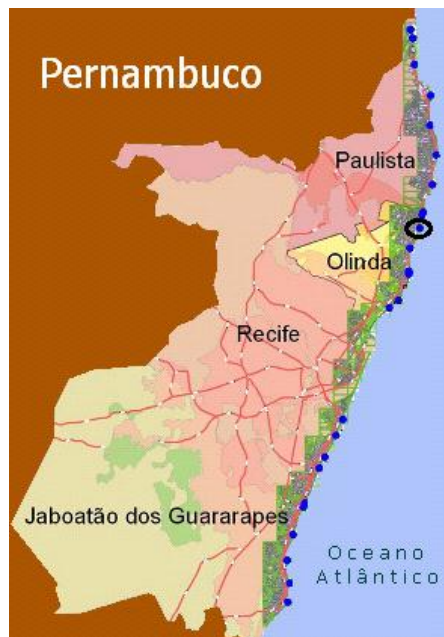 Pernambuco
Paulista
Olinda
Recife
Jaboatão dos Guararapes
Oceano
Atlântico